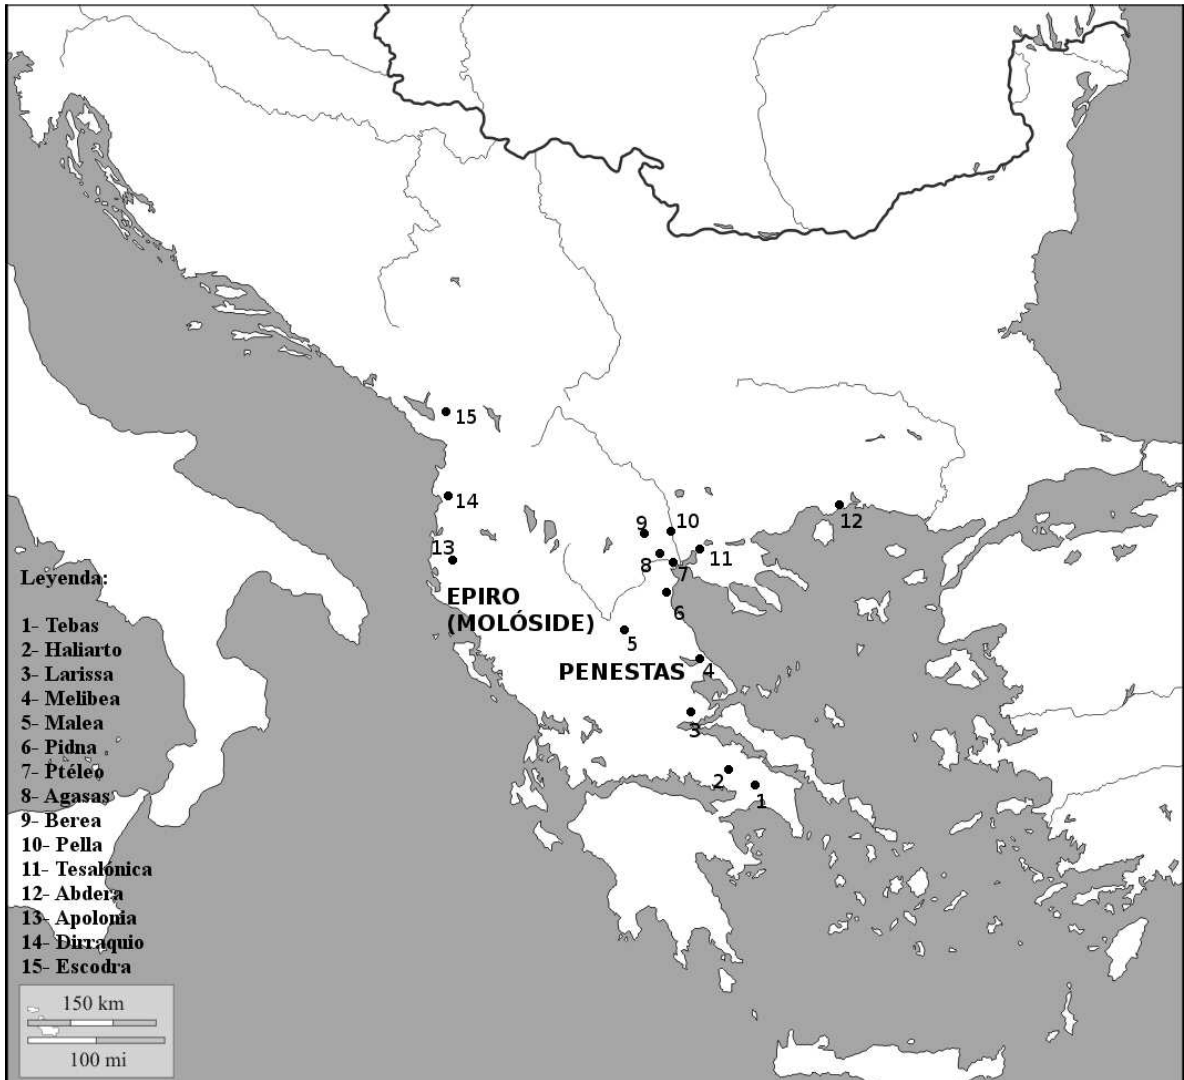 15
14
12
9
10
13
11
8
7
Leyenda:
EPIRO
(MOLÓSIDE)
6
5
PENESTAS
4
3
2
1
1- Tebas
2- Haliarto
3- Larissa
4- Melibea
5- Malea
6- Pidna
7- Ptéleo
8- Agasas
9- Berea
10- Pella
11- Tesalónica
12- Abdera
13- Apolonia
14- Dirraquio
15- Escodra
150 km
100 mi